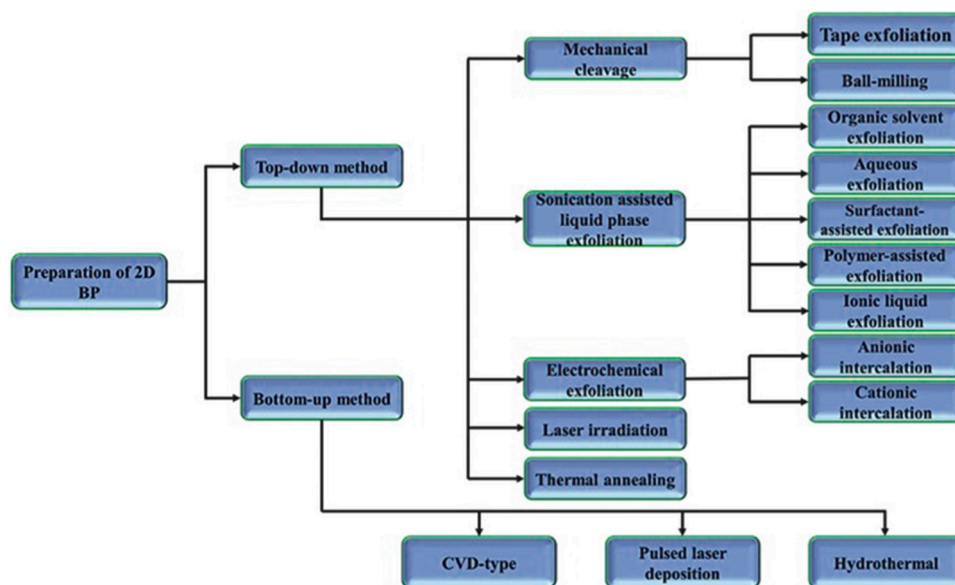 Preparation of 2D
BP
Top-down method
Bottom-up method
Mechanical
cleavage
Sonication assisted
liquid phase
exfoliation
Electrochemical
exfoliation
Laser irradiation
Thermal annealing
Tape exfoliation
Ball-milling
Organic solvent
exfoliation
Aqueous
exfoliation
Surfactant-
assisted exfoliation
Polymer-assisted
exfoliation
Ionic liquid
exfoliation
Anionic
intercalation
Cationic
intercalation
CVD-type
Pulsed laser
deposition
Hydrothermal